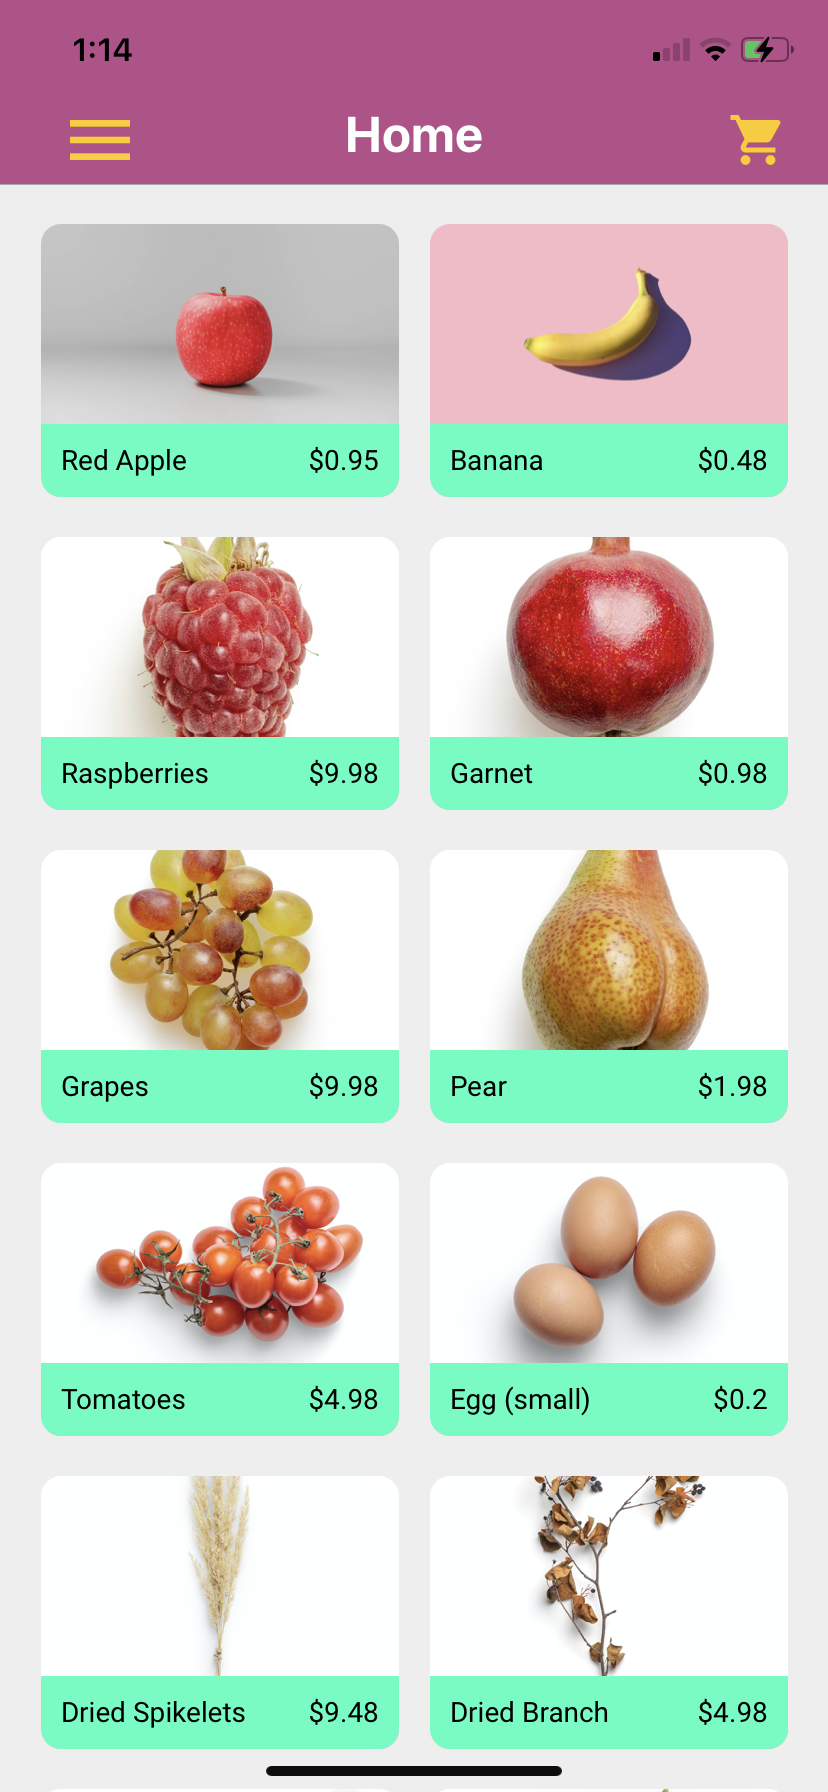 1:14
Home
Red Apple $0.95
Banana $0.48
Raspberries $9.98
Garnet $0.98
Grapes $9.98
Pear $1.98
Tomatoes $4.98
Egg (small) $0.2
Dried Spikelets $9.48
Dried Branch $4.98